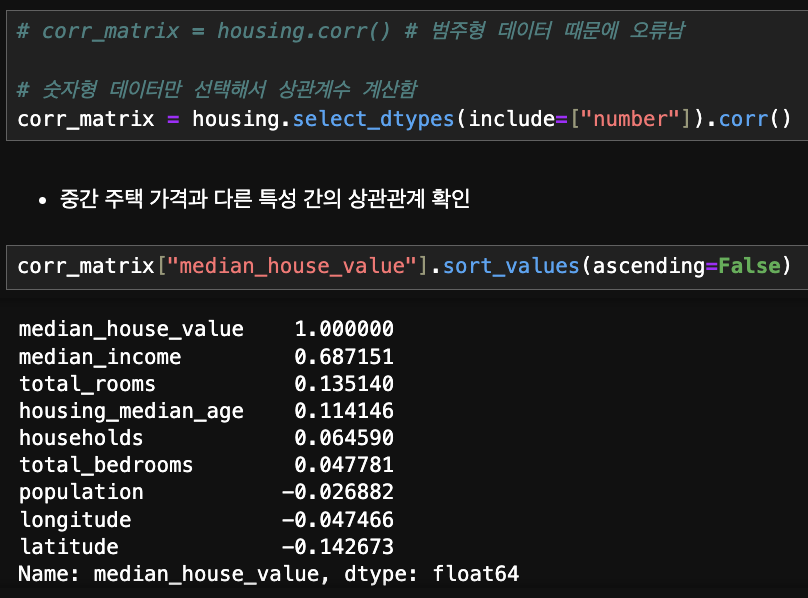 # corr_matrix = housing.corr() # 범주형 데이터 때문에 오류남
# 숫자형 데이터만 선택해서 상관계수 계산함
corr_matrix = housing.select_dtypes(include=["number"]).corr()
• 중간 주택 가격과 다른 특성 간의 상관관계 확인
corr_matrix["median_house_value"].sort_values(ascending=False)
median_house_value    1.000000
median_income         0.687151
total_rooms           0.135140
housing_median_age    0.114146
households            0.064590
total_bedrooms        0.047781
population           -0.026882
longitude            -0.047466
latitude             -0.142673
Name: median_house_value, dtype: float64